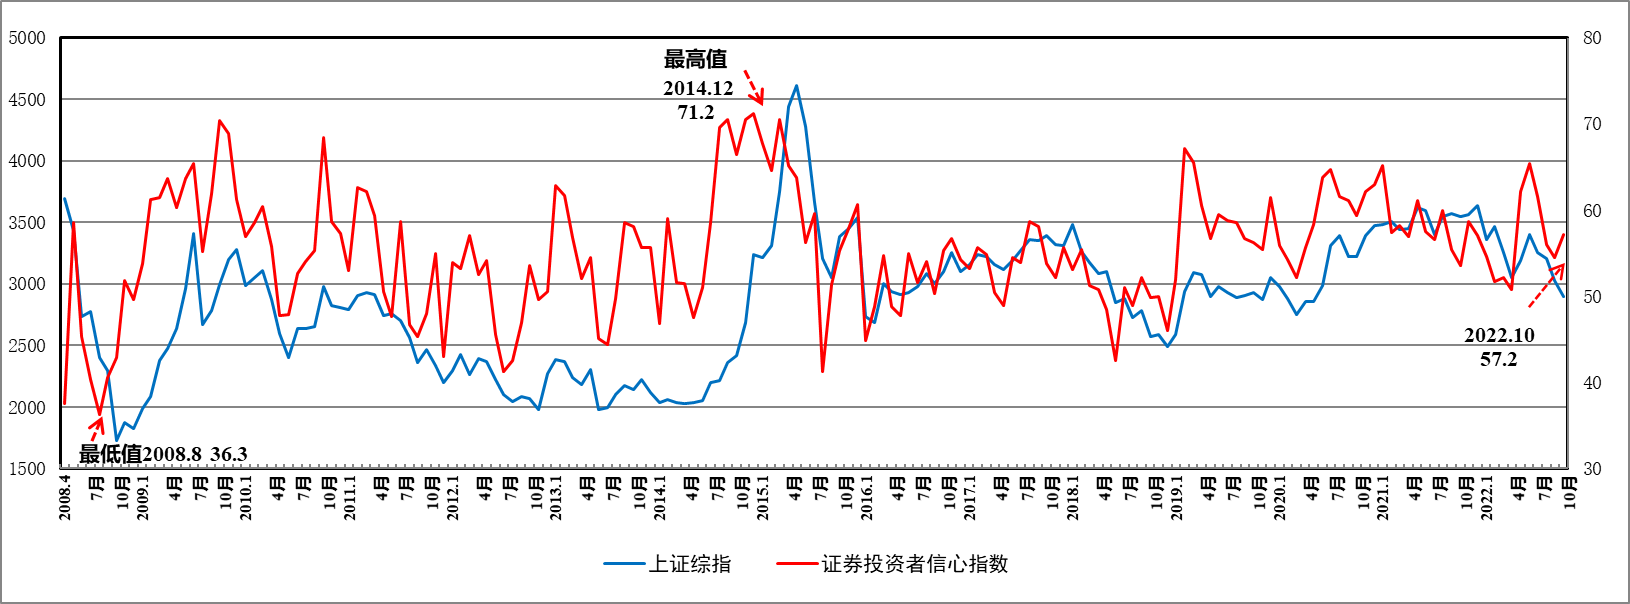 5000
4500
4000
3500
3000
2500
2000
1500
80
70
60
50
40
30
最高值
2014.12
71.2
最低值2008.8 36.3
2022.10
57.2
2008.4
7月
10月
2009.1
4月
7月
10月
2010.1
4月
7月
10月
2011.1
4月
7月
10月
2012.1
4月
7月
10月
2013.1
4月
7月
10月
2014.1
4月
7月
10月
2015.1
4月
7月
10月
2016.1
4月
7月
10月
2017.1
4月
7月
10月
2018.1
4月
7月
10月
2019.1
4月
7月
10月
2020.1
4月
7月
10月
2021.1
4月
7月
10月
2022.1
4月
7月
10月
上证综指
证券投资者信心指数